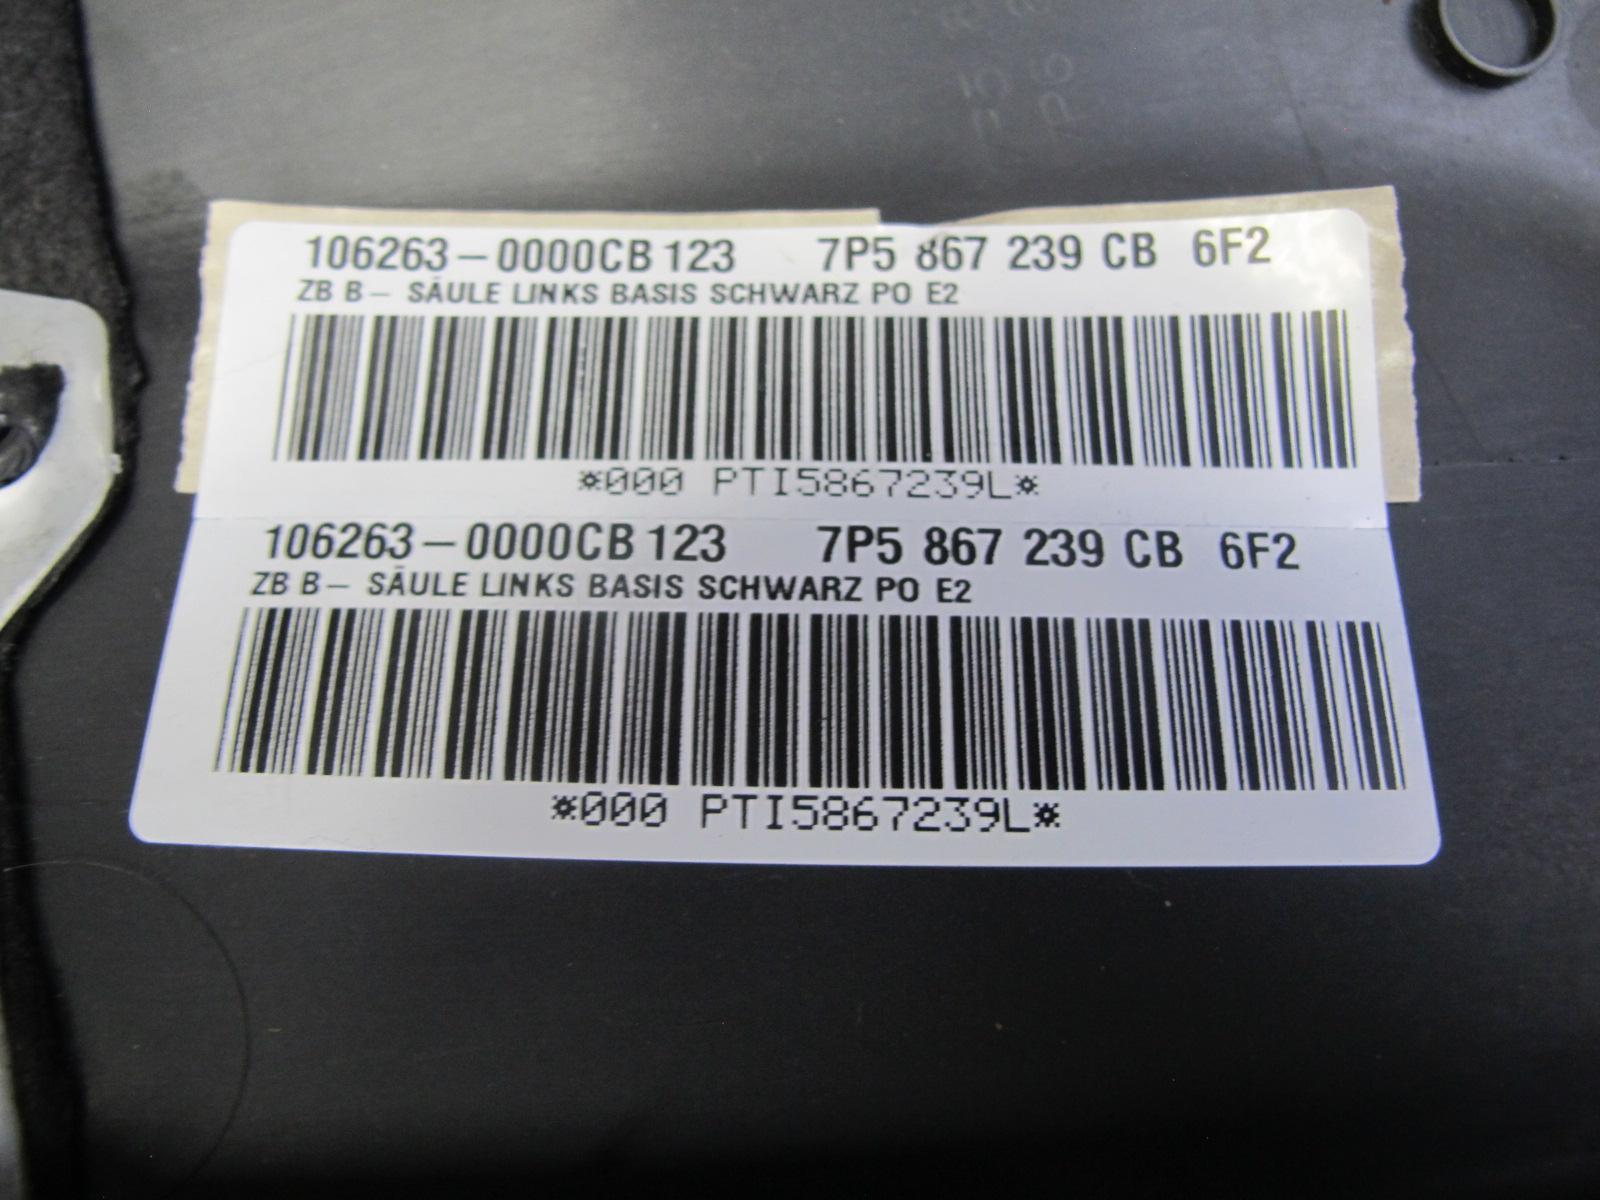 106263-0000CB 123 7P5 867 239 CB 6F2
ZB B- SÄULE LINKS BASIS SCHWARZ PO E2
*000 PTI5867239L*
106263-0000CB 123 7P5 867 239 CB 6F2
ZB B- SÄULE LINKS BASIS SCHWARZ PO E2
*000 PTI5867239L*